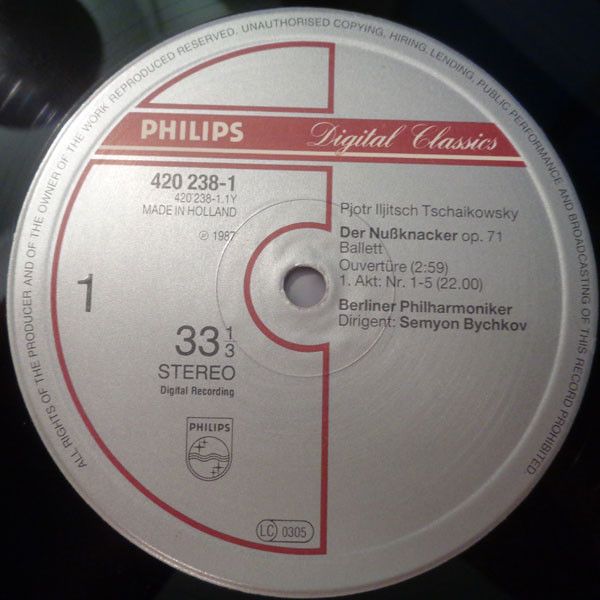 ALL RIGHTS OF THE PRODUCER AND OF THE OWNER OF THE WORK REPRODUCED RESERVED. UNAUTHORISED COPYING, HIRING, LENDING, PUBLIC PERFORMANCE AND BROADCASTING OF THIS RECORD PROHIBITED.
PHILIPS Digital Classics
420 238-1
420 238-1.1Y
MADE IN HOLLAND
℗ 1987
1
33 1/3
STEREO
Digital Recording
PHILIPS
LC 0305
Pjotr Iljitsch Tschaikowsky
Der Nußknacker op. 71
Ballett
Ouvertüre (2:59)
1. Akt: Nr. 1-5 (22.00)
Berliner Philharmoniker
Dirigent: Semyon Bychkov